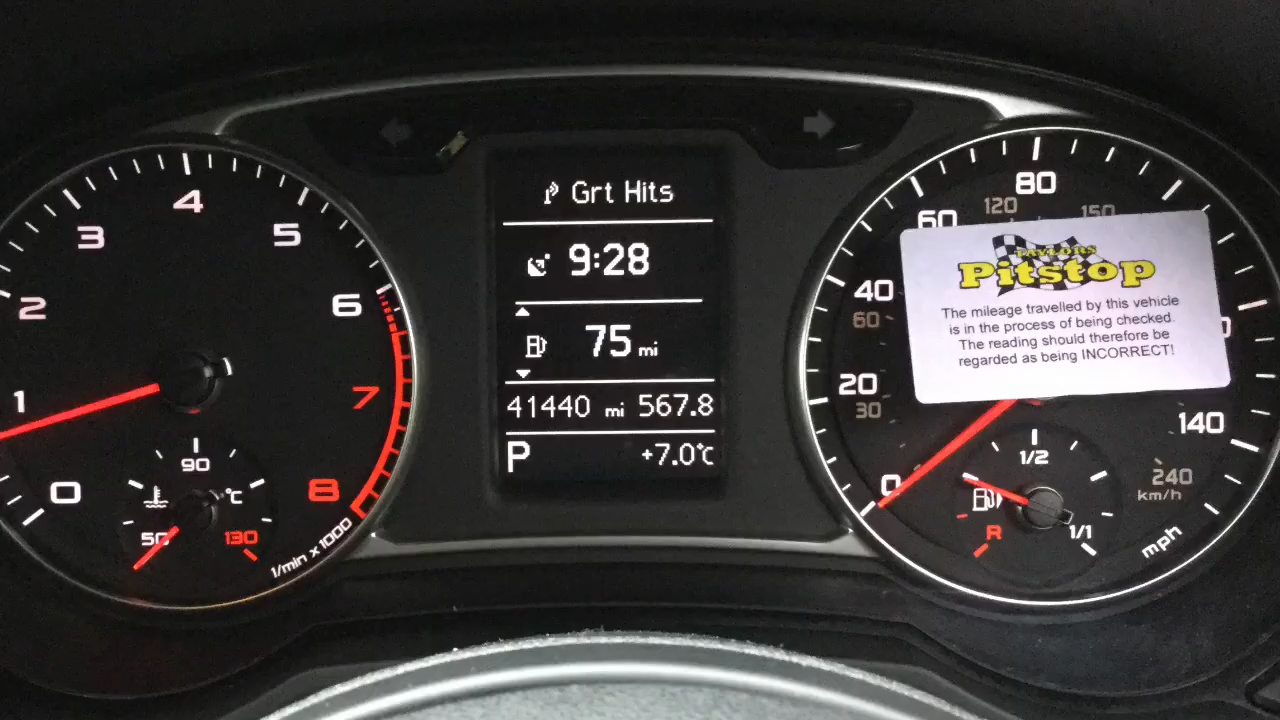 Grt Hits
9:28
75 mi
41440 mi 567.8
P +7.0°C
0
1
2
3
4
5
6
7
8
1/min x 1000
50
90
130
°C
0
20
40
60
80
140
mph
30
60
120
150
240
km/h
R
1/2
1/1
TAYLORS
Pitstop
The mileage travelled by this vehicle
is in the process of being checked.
The reading should therefore be
regarded as being INCORRECT!